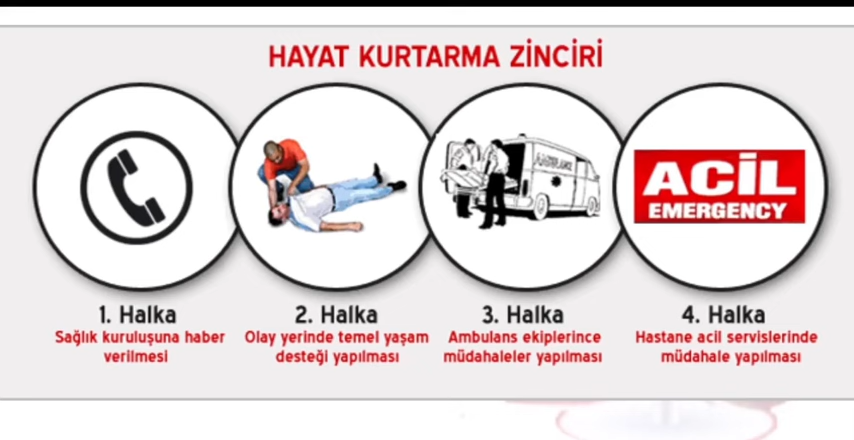 HAYAT KURTARMA ZİNCİRİ
AMBULANCE
ACİL
EMERGENCY
1. Halka
Sağlık kuruluşuna haber
verilmesi
2. Halka
Olay yerinde temel yaşam
desteği yapılması
3. Halka
Ambulans ekiplerince
müdahaleler yapılması
4. Halka
Hastane acil servislerinde
müdahale yapılması